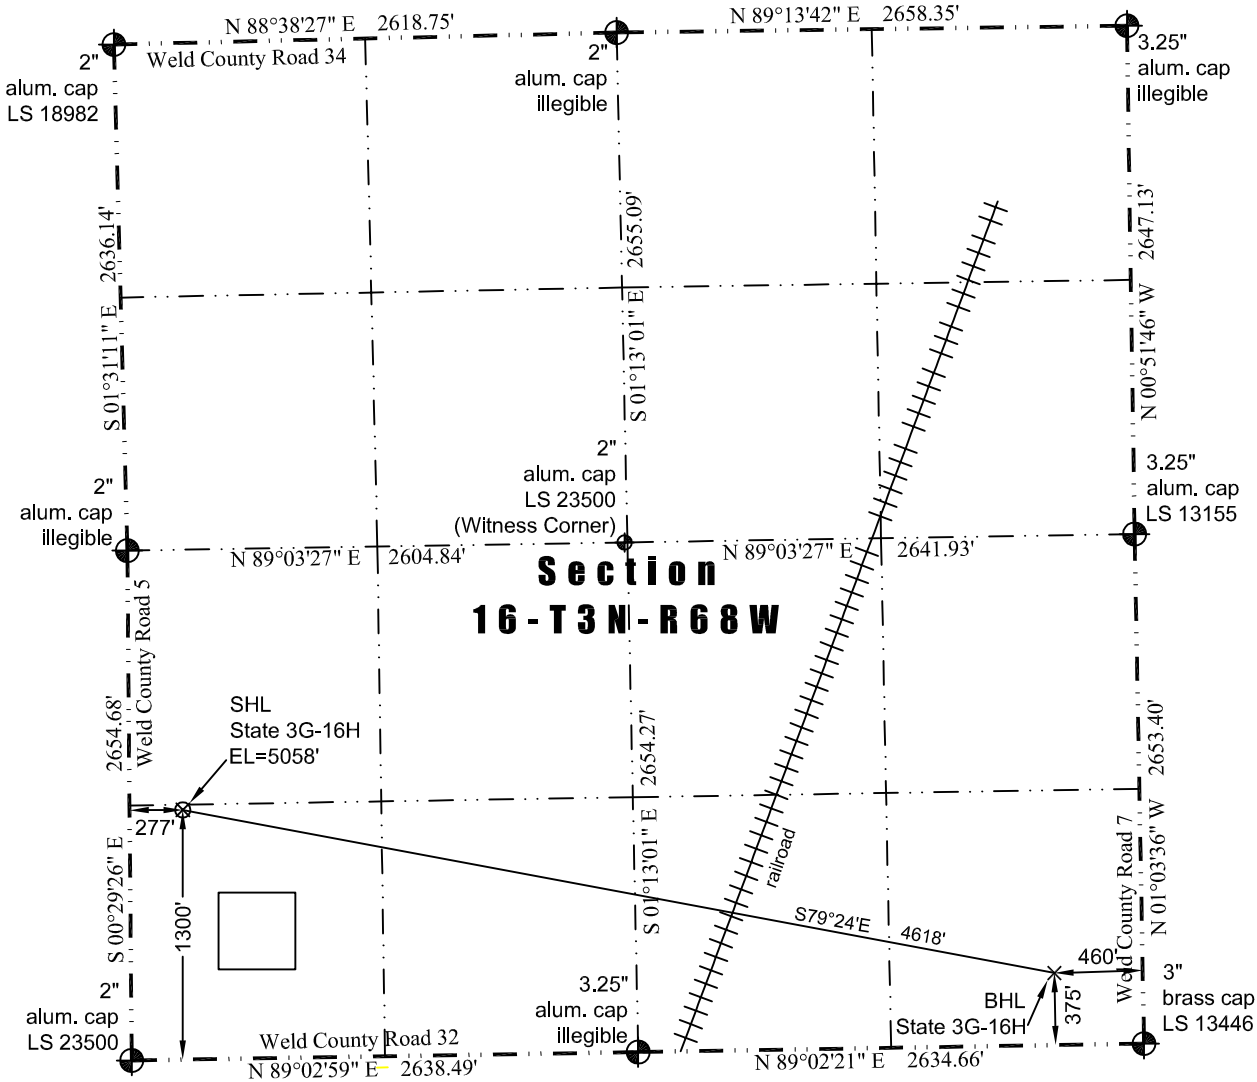 N 88°38'27" E 2618.75'
N 89°13'42" E 2658.35'
Weld County Road 34
2"
alum. cap
LS 18982
2"
alum. cap
illegible
3.25"
alum. cap
illegible
S 01°31'11" E 2636.14'
S 01°13' 01" E 2655.09'
N 00°51'46" W 2647.13'
2"
alum. cap
illegible
2"
alum. cap
LS 23500
(Witness Corner)
3.25"
alum. cap
LS 13155
N 89°03'27" E 2604.84'
N 89°03'27" E 2641.93'
Section
16-T3N-R68W
Weld County Road 5
S 00°29'26" E 2654.68'
SHL
State 3G-16H
EL=5058'
277'
1300'
S 01°13'01" E 2654.27'
railroad
S79°24'E 4618'
Weld County Road 7
N 01°03'36" W 2653.40'
460'
375'
BHL
State 3G-16H
2"
alum. cap
LS 23500
3.25"
alum. cap
illegible
3"
brass cap
LS 13446
Weld County Road 32
N 89°02'59" E 2638.49'
N 89°02'21" E 2634.66'